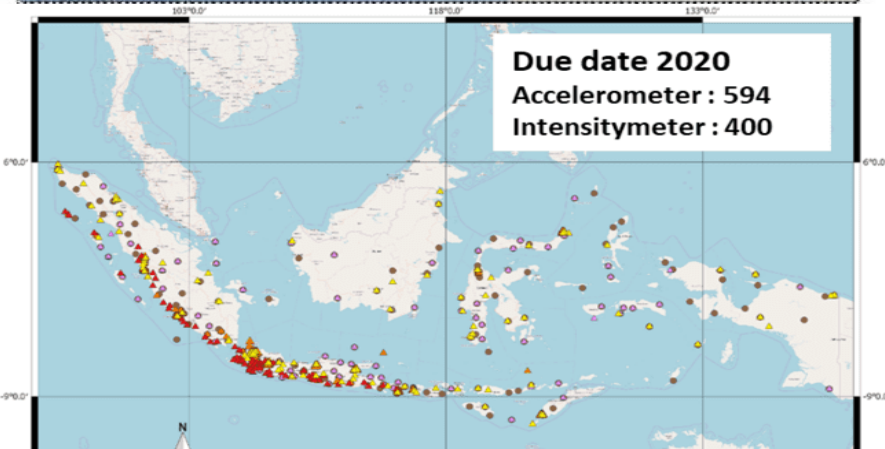 103°0.0'
118°0.0'
133°0.0'
Due date 2020
Accelerometer : 594
Intensitymeter : 400
6°0.0'
6°0.0'
-9°0.0'
-9°0.0'
N